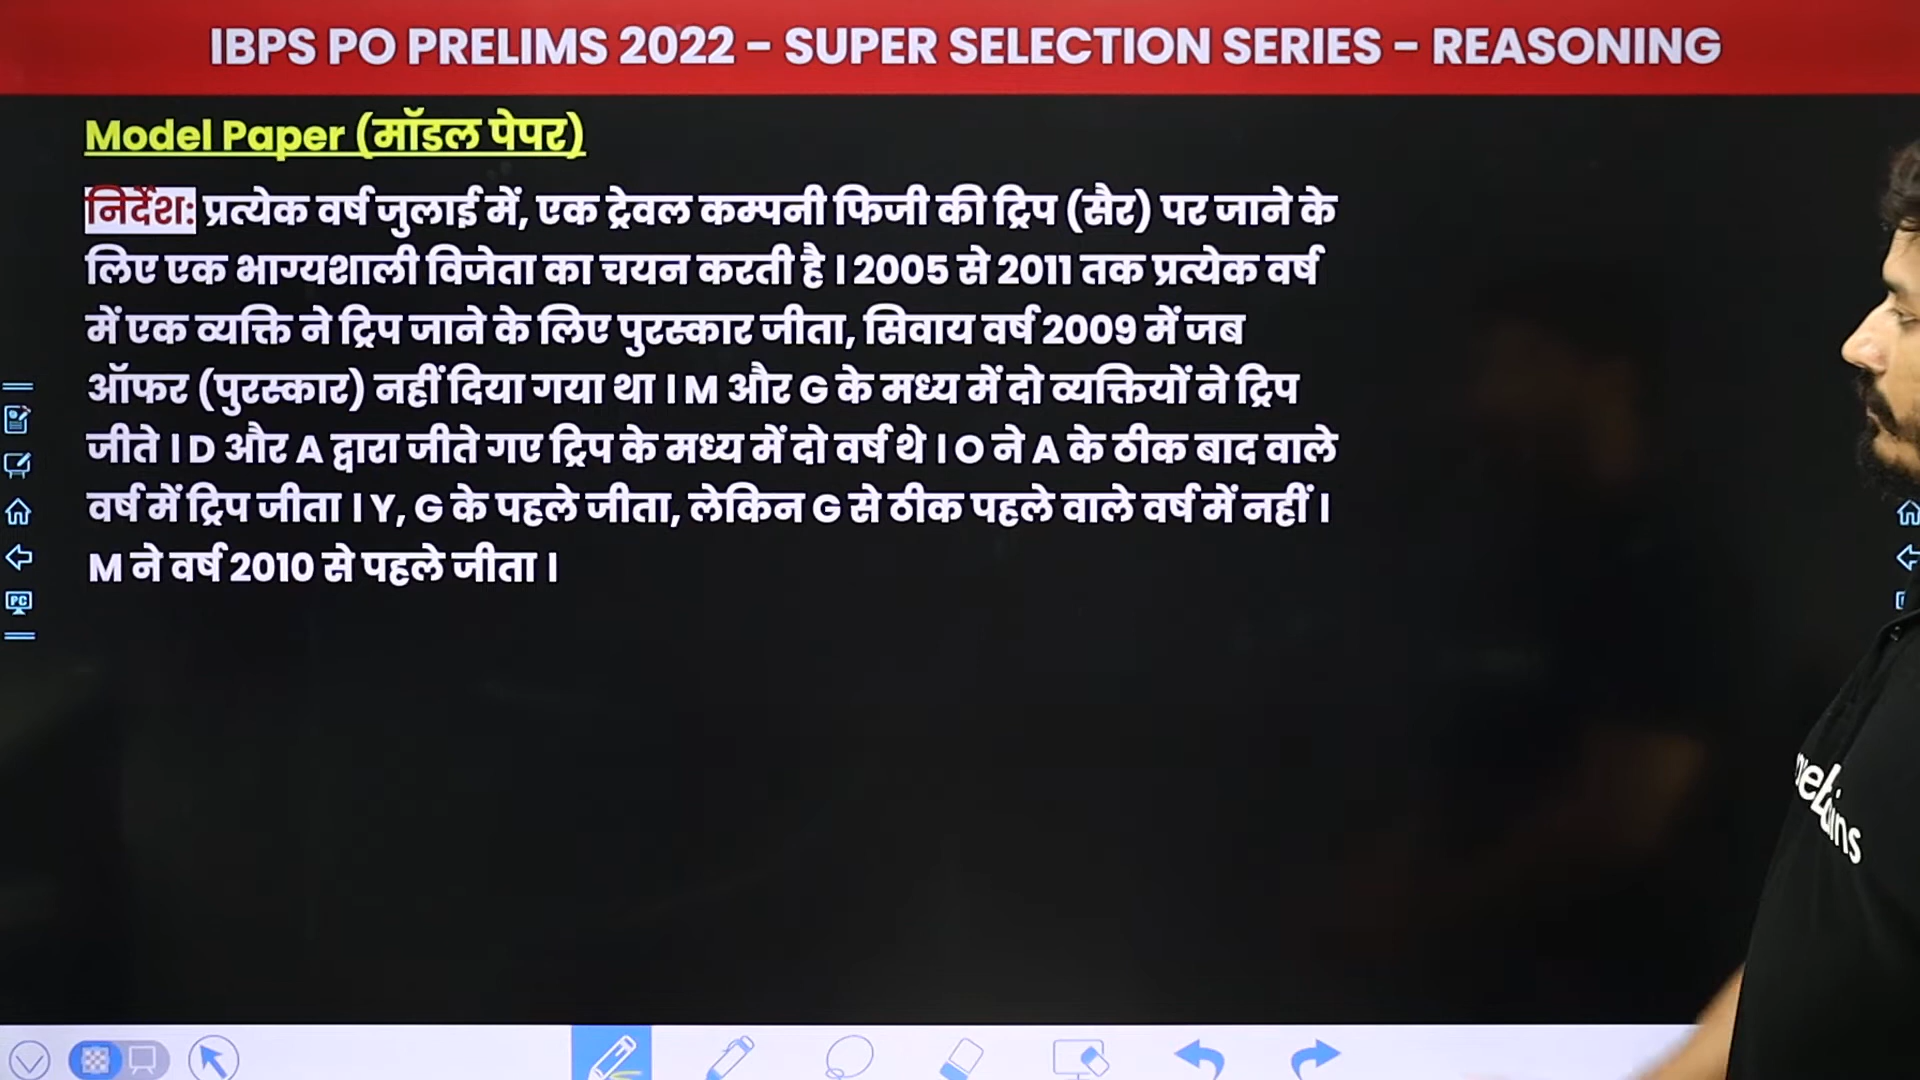 IBPS PO PRELIMS 2022 – SUPER SELECTION SERIES – REASONING
Model Paper (मॉडल पेपर)
निर्देश: प्रत्येक वर्ष जुलाई में, एक ट्रेवल कम्पनी फिजी की ट्रिप (सैर) पर जाने के
लिए एक भाग्यशाली विजेता का चयन करती है । 2005 से 2011 तक प्रत्येक वर्ष
में एक व्यक्ति ने ट्रिप जाने के लिए पुरस्कार जीता, सिवाय वर्ष 2009 में जब
ऑफर (पुरस्कार) नहीं दिया गया था । M और G के मध्य में दो व्यक्तियों ने ट्रिप
जीते । D और A द्वारा जीते गए ट्रिप के मध्य में दो वर्ष थे । O ने A के ठीक बाद वाले
वर्ष में ट्रिप जीता । Y, G के पहले जीता, लेकिन G से ठीक पहले वाले वर्ष में नहीं ।
M ने वर्ष 2010 से पहले जीता ।
PC